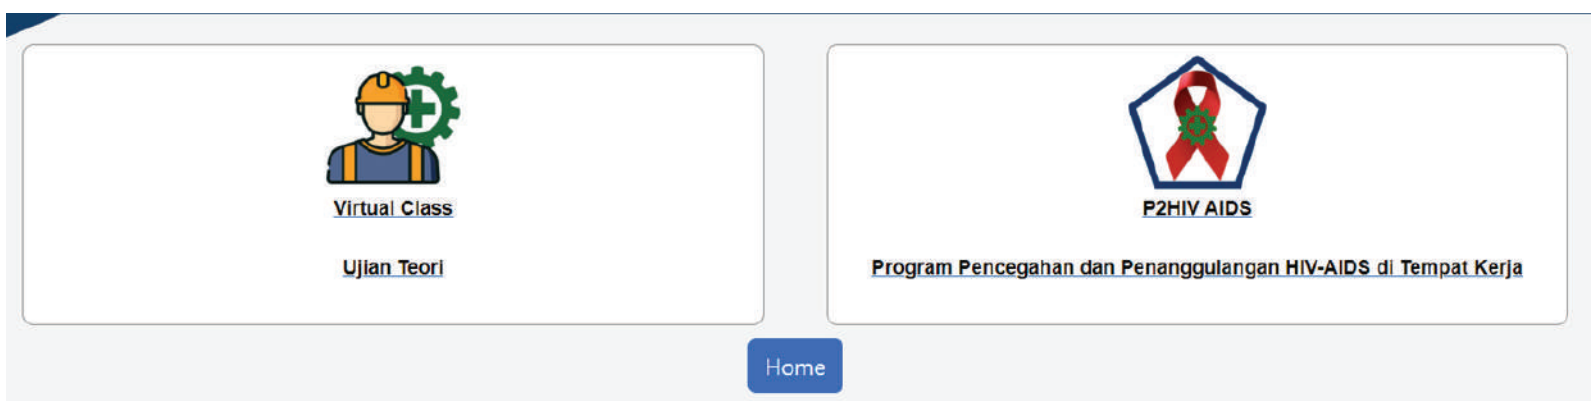 Virtual Class
Ujian Teori
P2HIV AIDS
Program Pencegahan dan Penanggulangan HIV-AIDS di Tempat Kerja
Home